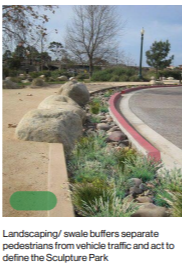 Landscaping/ swale buffers separate
pedestrians from vehicle traffic and act to
define the Sculpture Park